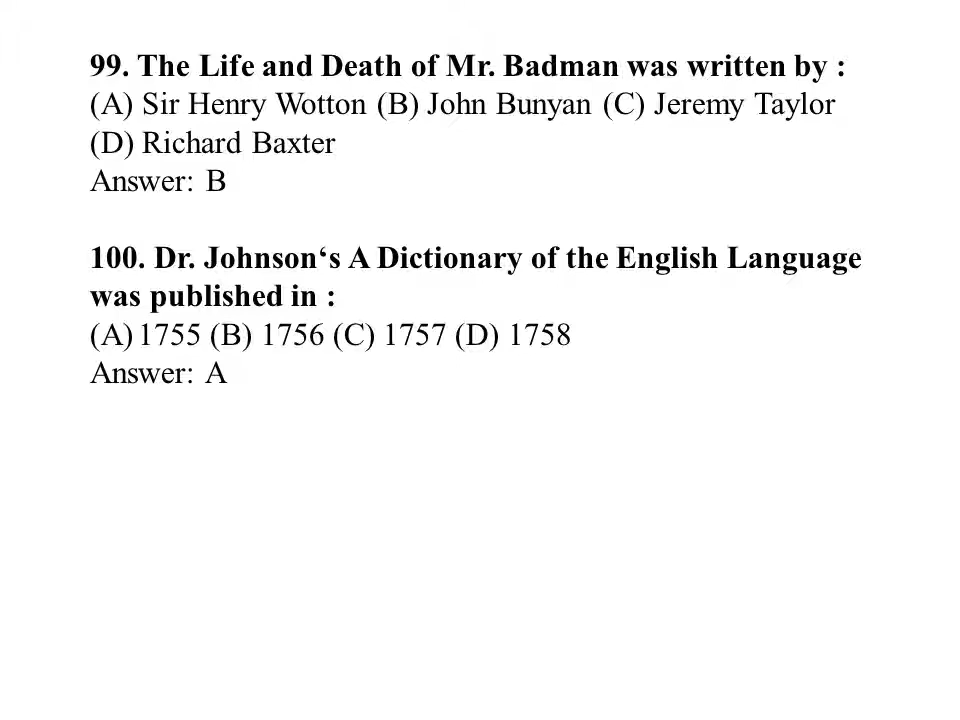 99. The Life and Death of Mr. Badman was written by :
(A) Sir Henry Wotton (B) John Bunyan (C) Jeremy Taylor
(D) Richard Baxter
Answer: B
100. Dr. Johnson‘s A Dictionary of the English Language
was published in :
(A) 1755 (B) 1756 (C) 1757 (D) 1758
Answer: A